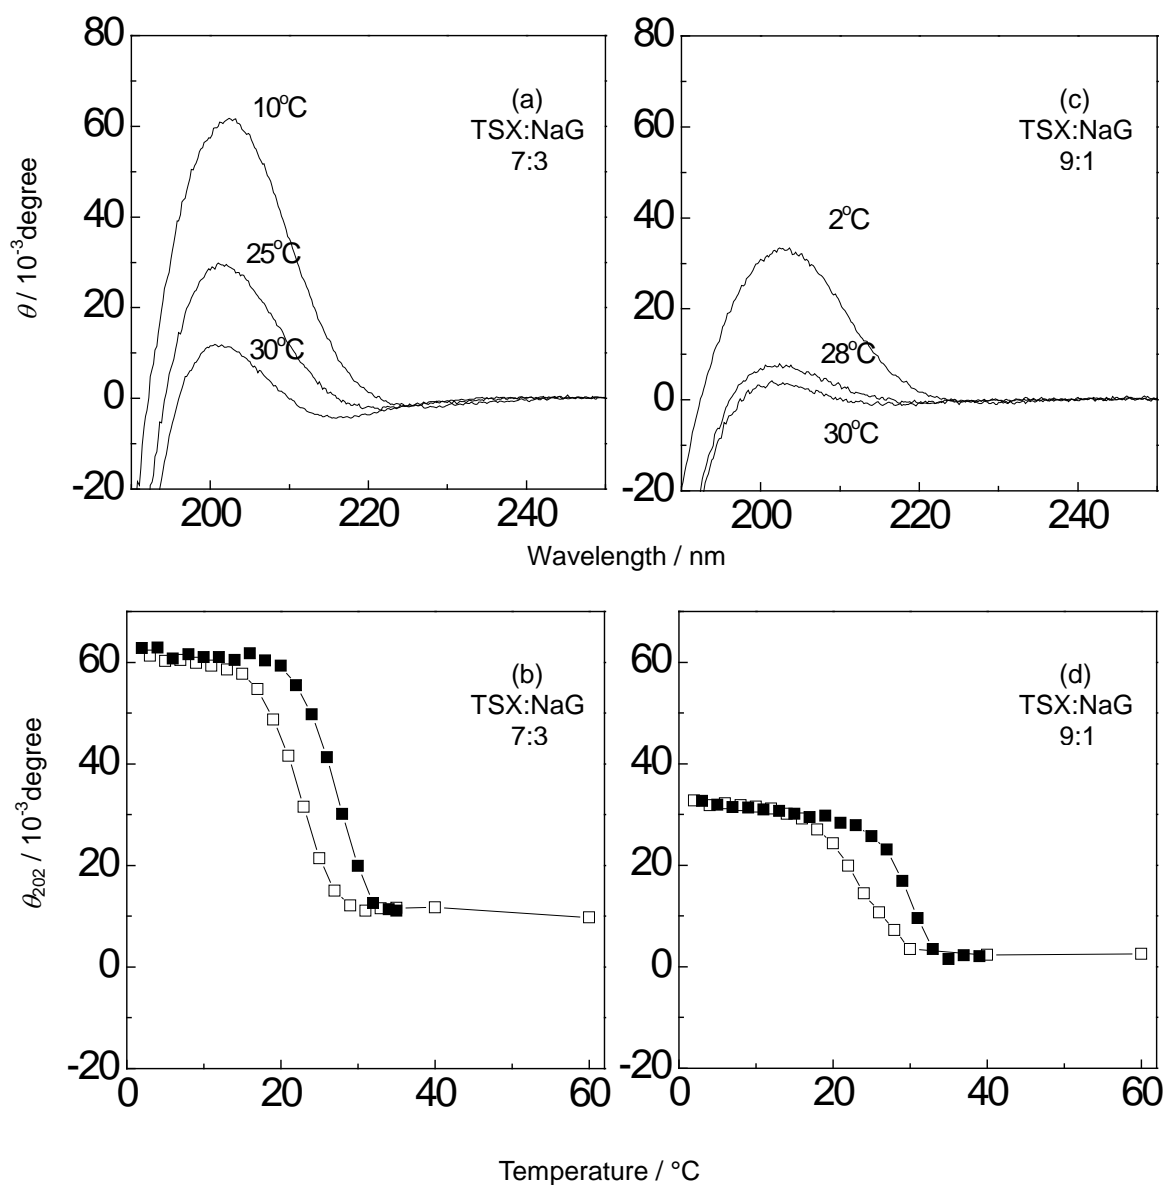 80
60
40
20
0
-20
θ / 10⁻³degree
10°C
25°C
30°C
(a)
TSX:NaG
7:3
200
220
240
80
60
40
20
0
-20
2°C
28°C
30°C
(c)
TSX:NaG
9:1
200
220
240
Wavelength / nm
60
40
20
0
-20
θ₂₀₂ / 10⁻³degree
(b)
TSX:NaG
7:3
0
20
40
60
60
40
20
0
-20
(d)
TSX:NaG
9:1
0
20
40
60
Temperature / °C